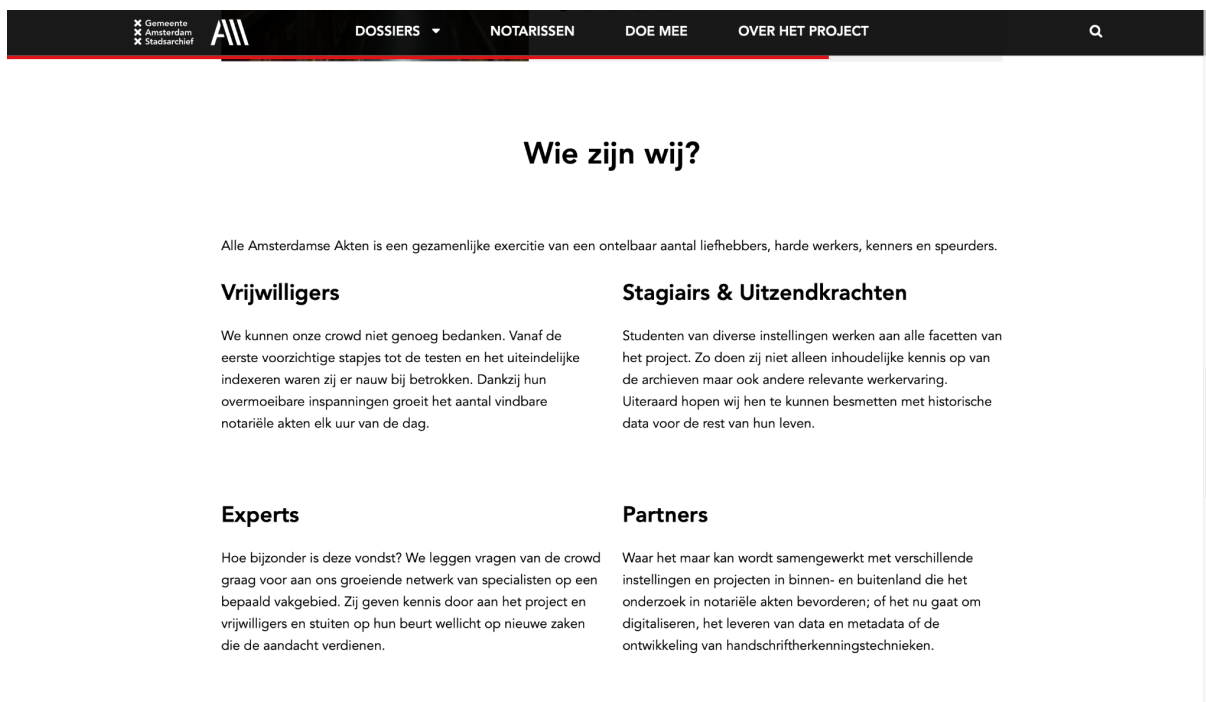 Gemeente
Amsterdam
Stadsarchief
DOSSIERS
NOTARISSEN
DOE MEE
OVER HET PROJECT
Wie zijn wij?
Alle Amsterdamse Akten is een gezamenlijke exercitie van een ontelbaar aantal liefhebbers, harde werkers, kenners en speurders.
Vrijwilligers
We kunnen onze crowd niet genoeg bedanken. Vanaf de
eerste voorzichtige stapjes tot de testen en het uiteindelijke
indexeren waren zij er nauw bij betrokken. Dankzij hun
overmoeibare inspanningen groeit het aantal vindbare
notariële akten elk uur van de dag.
Stagiairs & Uitzendkrachten
Studenten van diverse instellingen werken aan alle facetten van
het project. Zo doen zij niet alleen inhoudelijke kennis op van
de archieven maar ook andere relevante werkervaring.
Uiteraard hopen wij hen te kunnen besmetten met historische
data voor de rest van hun leven.
Experts
Hoe bijzonder is deze vondst? We leggen vragen van de crowd
graag voor aan ons groeiende netwerk van specialisten op een
bepaald vakgebied. Zij geven kennis door aan het project en
vrijwilligers en stuiten op hun beurt wellicht op nieuwe zaken
die de aandacht verdienen.
Partners
Waar het maar kan wordt samengewerkt met verschillende
instellingen en projecten in binnen- en buitenland die het
onderzoek in notariële akten bevorderen; of het nu gaat om
digitaliseren, het leveren van data en metadata of de
ontwikkeling van handschriftherkenningstechnieken.